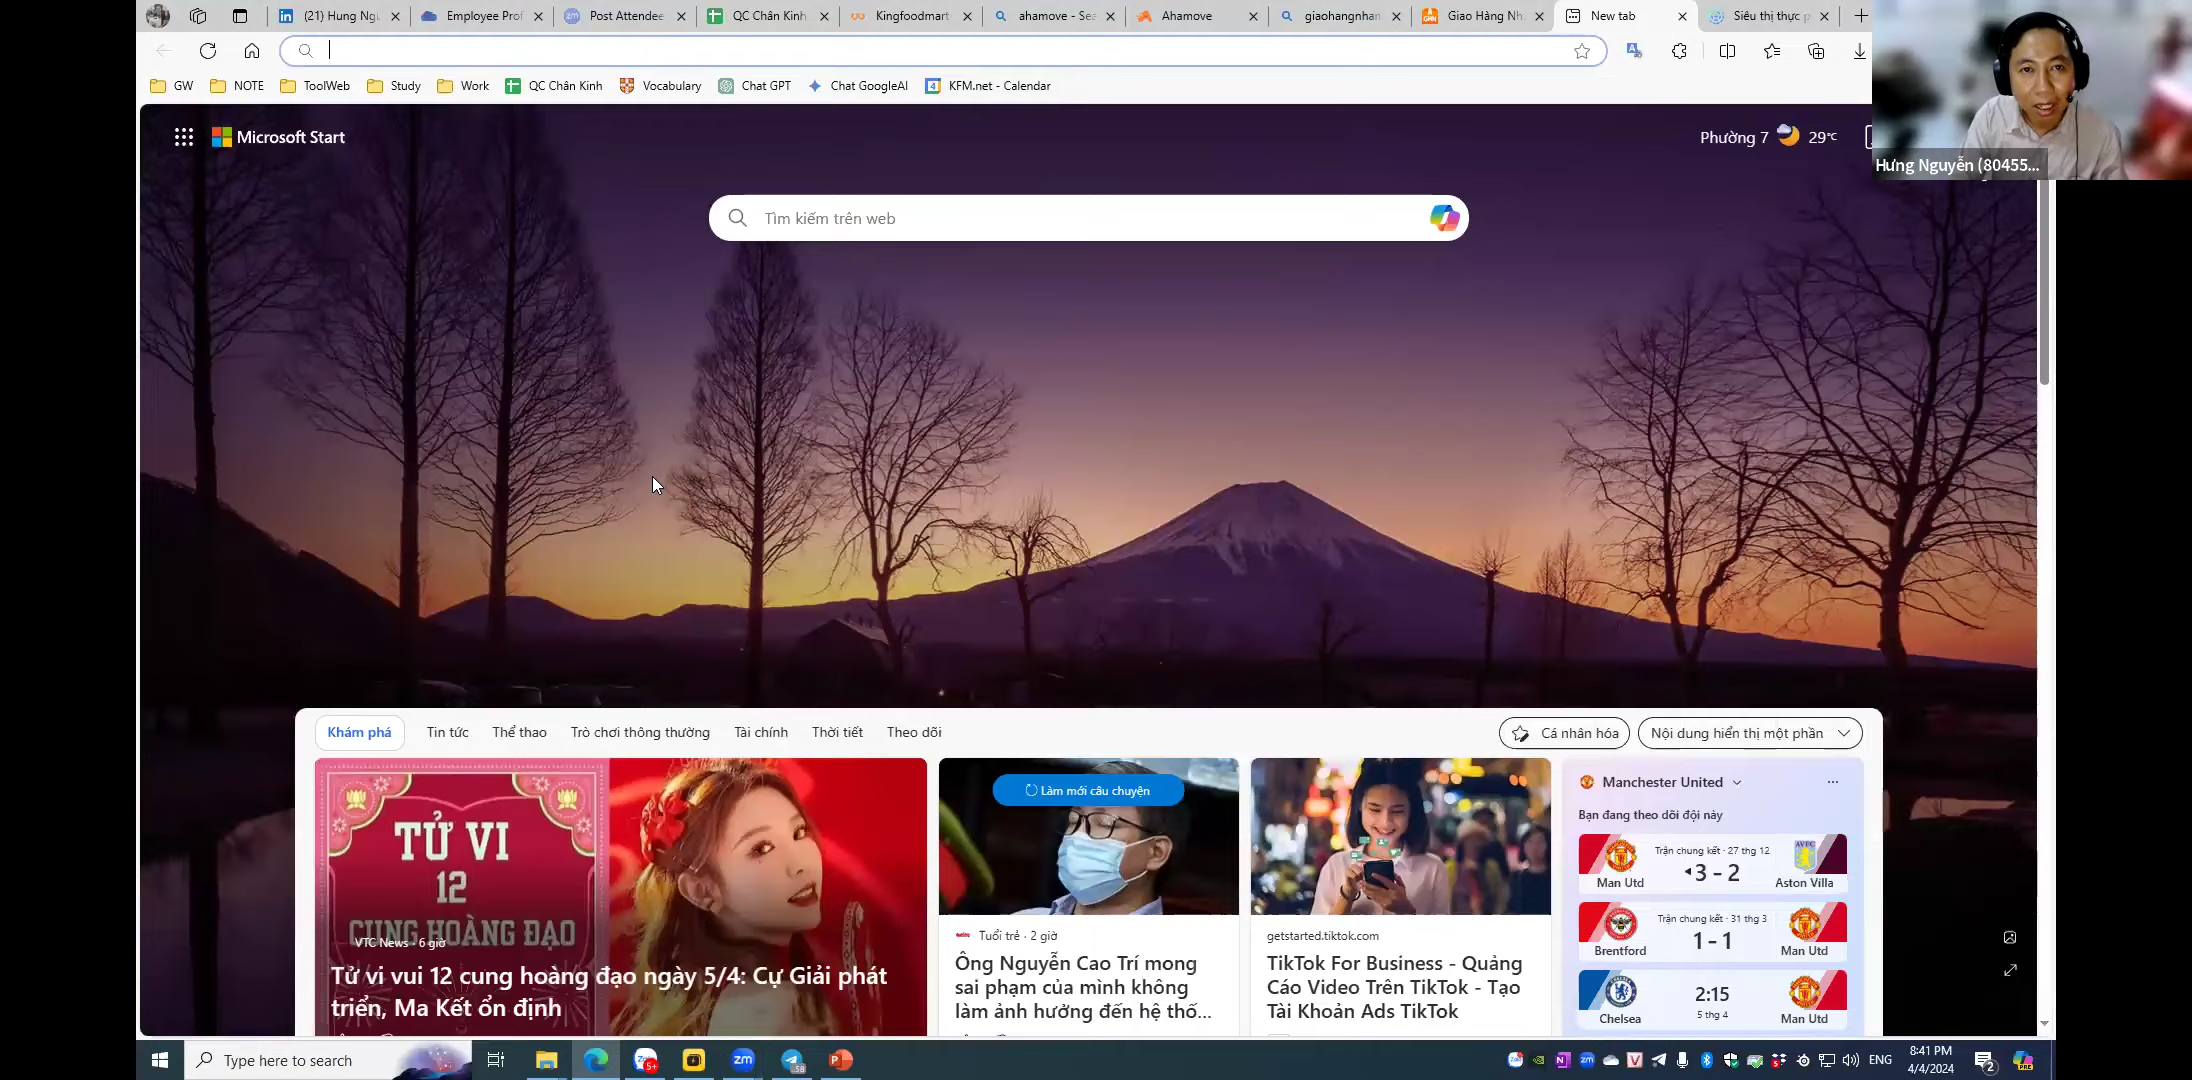 (21) Hung Ngu
Employee Prof
Post Attendee
QC Chân Kinh
Kingfoodmart
ahamove - Sea
Ahamove
giaohangnhan
Giao Hàng Nh
New tab
Siêu thị thực p
GW
NOTE
ToolWeb
Study
Work
QC Chân Kinh
Vocabulary
Chat GPT
Chat GoogleAI
KFM.net - Calendar
Microsoft Start
Phường 7
29°C
Hưng Nguyễn (80455...
Tìm kiếm trên web
Khám phá
Tin tức
Thể thao
Trò chơi thông thường
Tài chính
Thời tiết
Theo dõi
Cá nhân hóa
Nội dung hiển thị một phần
TỬ VI
12
CUNG HOÀNG ĐẠO
VTC News · 6 giờ
Tử vi vui 12 cung hoàng đạo ngày 5/4: Cự Giải phát
triển, Ma Kết ổn định
Làm mới câu chuyện
Tuổi trẻ · 2 giờ
Ông Nguyễn Cao Trí mong
sai phạm của mình không
làm ảnh hưởng đến hệ thố...
getstarted.tiktok.com
TikTok For Business - Quảng
Cáo Video Trên TikTok - Tạo
Tài Khoản Ads TikTok
Manchester United
Bạn đang theo dõi đội này
Trận chung kết · 27 thg 12
3 - 2
Man Utd
Aston Villa
Trận chung kết · 31 thg 3
1 - 1
Brentford
Man Utd
2:15
5 thg 4
Chelsea
Man Utd
Type here to search
zm
ENG
8:41 PM
4/4/2024